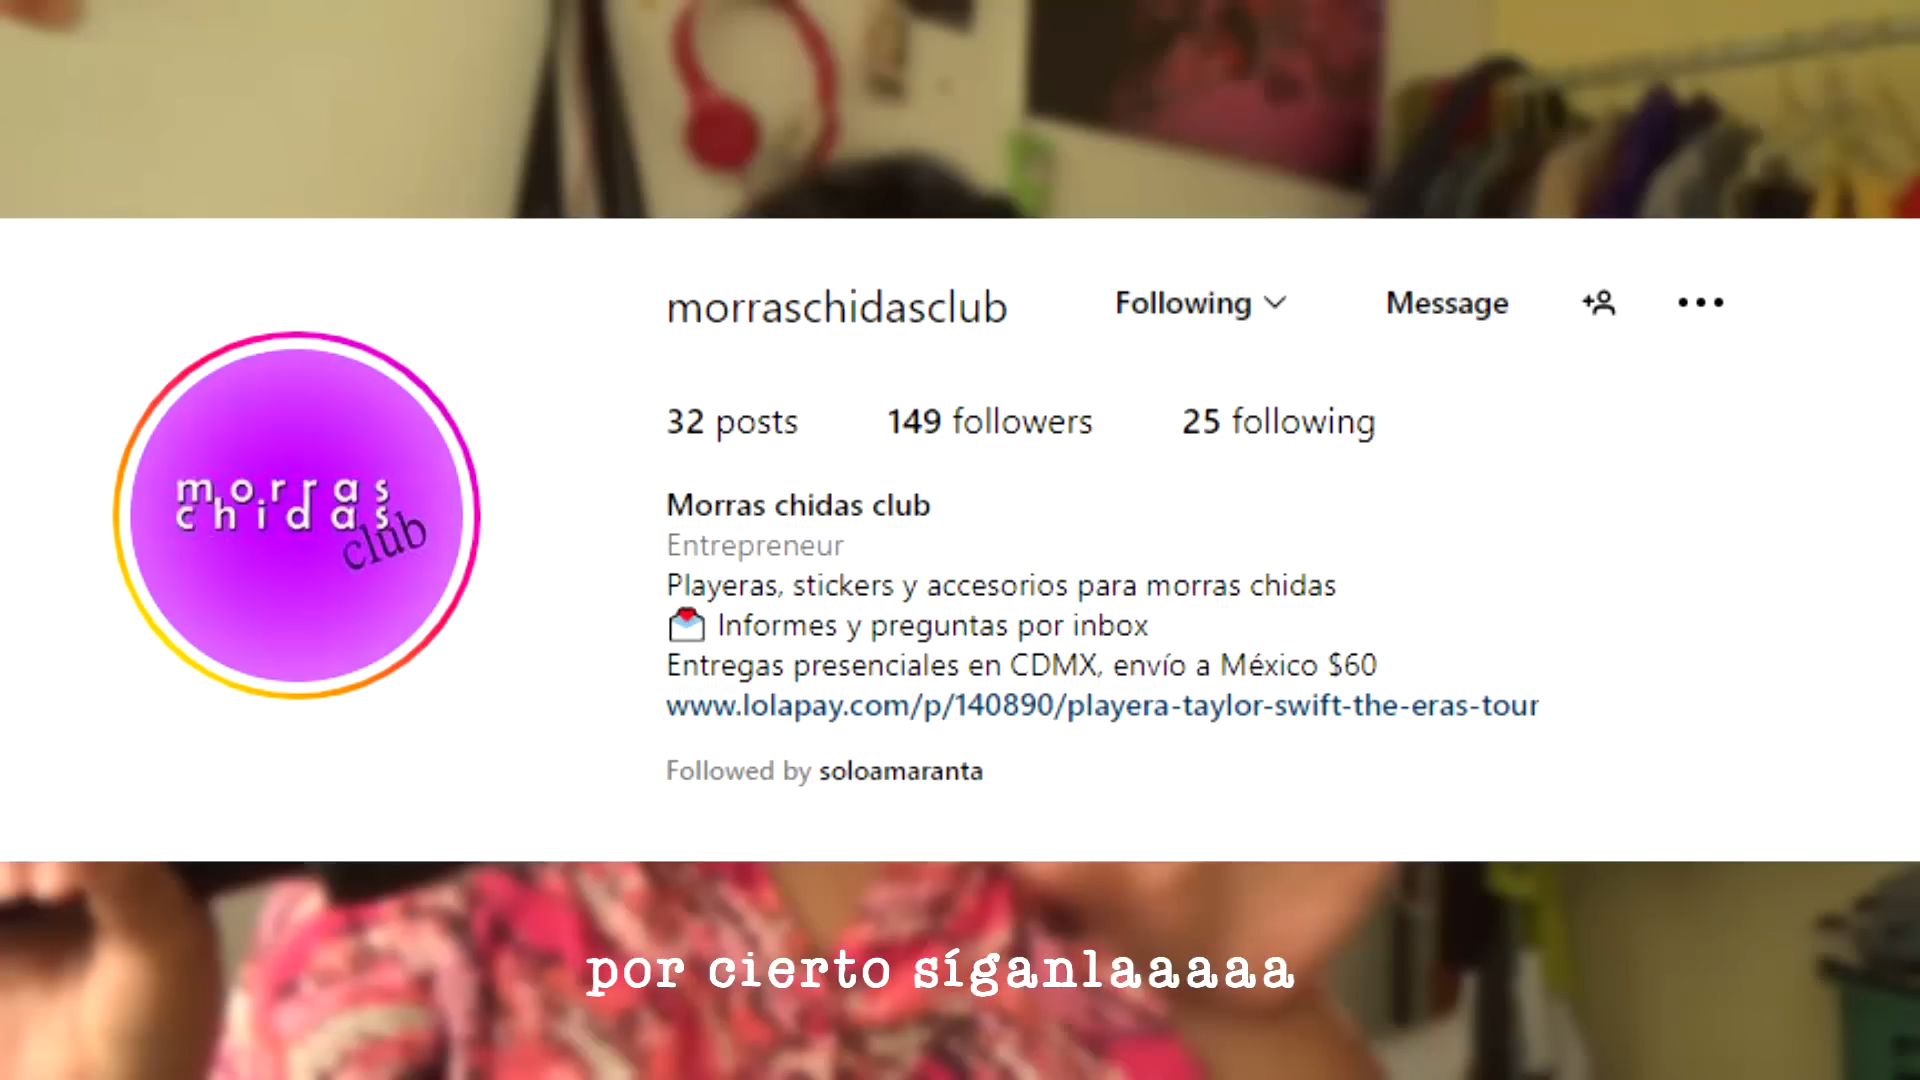 morraschidasclub Following Message
morras
chidas
club
32 posts 149 followers 25 following
Morras chidas club
Entrepreneur
Playeras, stickers y accesorios para morras chidas
Informes y preguntas por inbox
Entregas presenciales en CDMX, envío a México $60
www.lolapay.com/p/140890/playera-taylor-swift-the-eras-tour
Followed by soloamaranta
por cierto síganlaaaaa